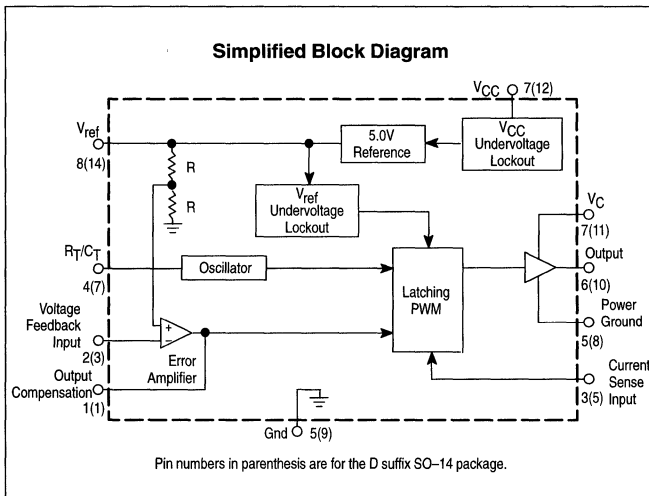 Simplified Block Diagram
VCC 7(12)
Vref
8(14)
R
R
5.0V
Reference
VCC
Undervoltage
Lockout
Vref
Undervoltage
Lockout
VC
7(11)
RT/CT
4(7)
Oscillator
Latching
PWM
Output
6(10)
Voltage
Feedback
Input
2(3)
+
–
Error
Amplifier
Power
Ground
5(8)
Output
Compensation
1(1)
Current
Sense
Input
3(5)
Gnd 5(9)
Pin numbers in parenthesis are for the D suffix SO–14 package.